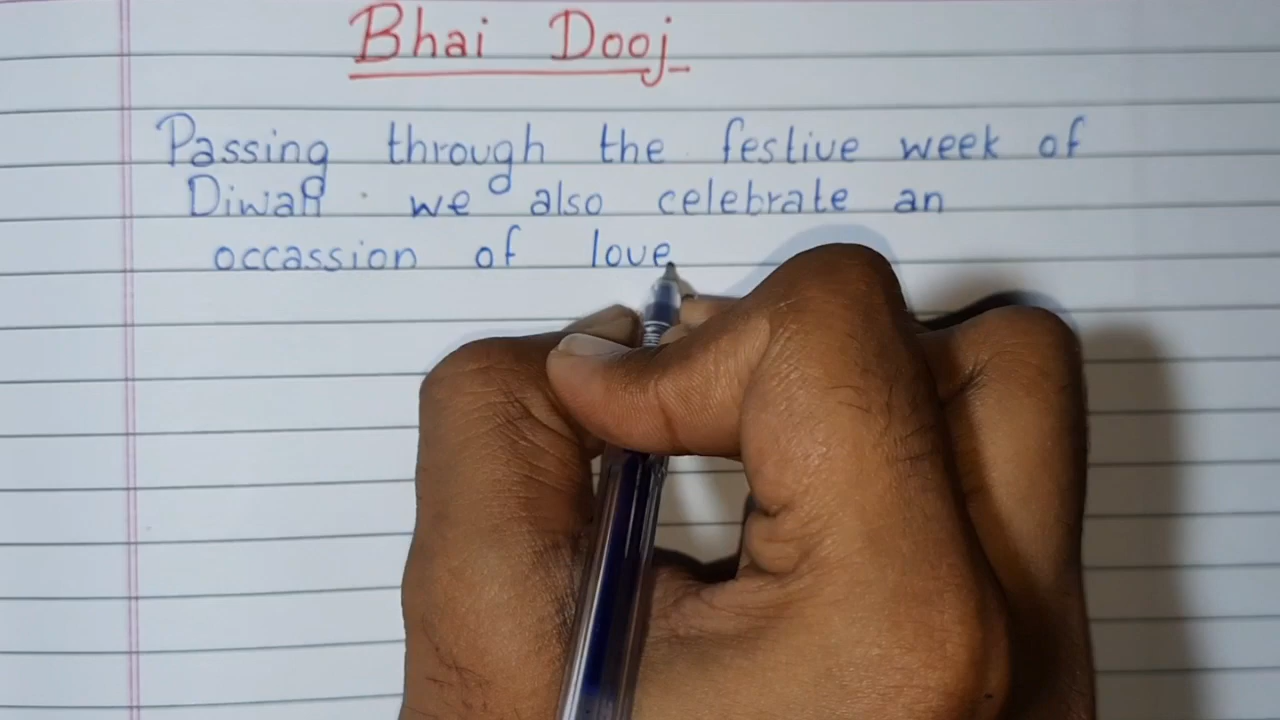 Bhai Dooj
Passing through the festive week of
Diwali. we also celebrate an
occassion of love